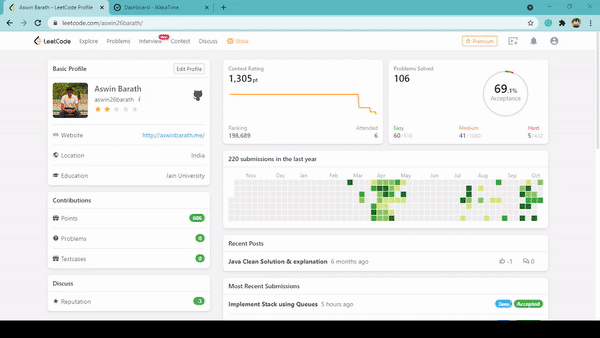 Aswin Barath - LeetCode Profile
Dashboard - WakaTime
leetcode.com/aswin26barath/
LeetCode Explore Problems Interview New Contest Discuss Store Premium
Basic Profile Edit Profile
Aswin Barath
aswin26barath
Website http://aswinbarath.me/
Location India
Education Jain University
Contributions
Points 606
Problems 0
Testcases 0
Discuss
Reputation -3
Contest Rating
1,305 pt
Ranking Attended
198,689 6
Problems Solved
106
69.1%
Acceptance
Easy Medium Hard
60/510 41/1080 5/432
220 submissions in the last year
Nov Dec Jan Feb Mar Apr May Jun Jul Aug Sep Oct
Recent Posts
Java Clean Solution & explanation 6 months ago -1 0
Most Recent Submissions
Implement Stack using Queues 5 hours ago Java Accepted